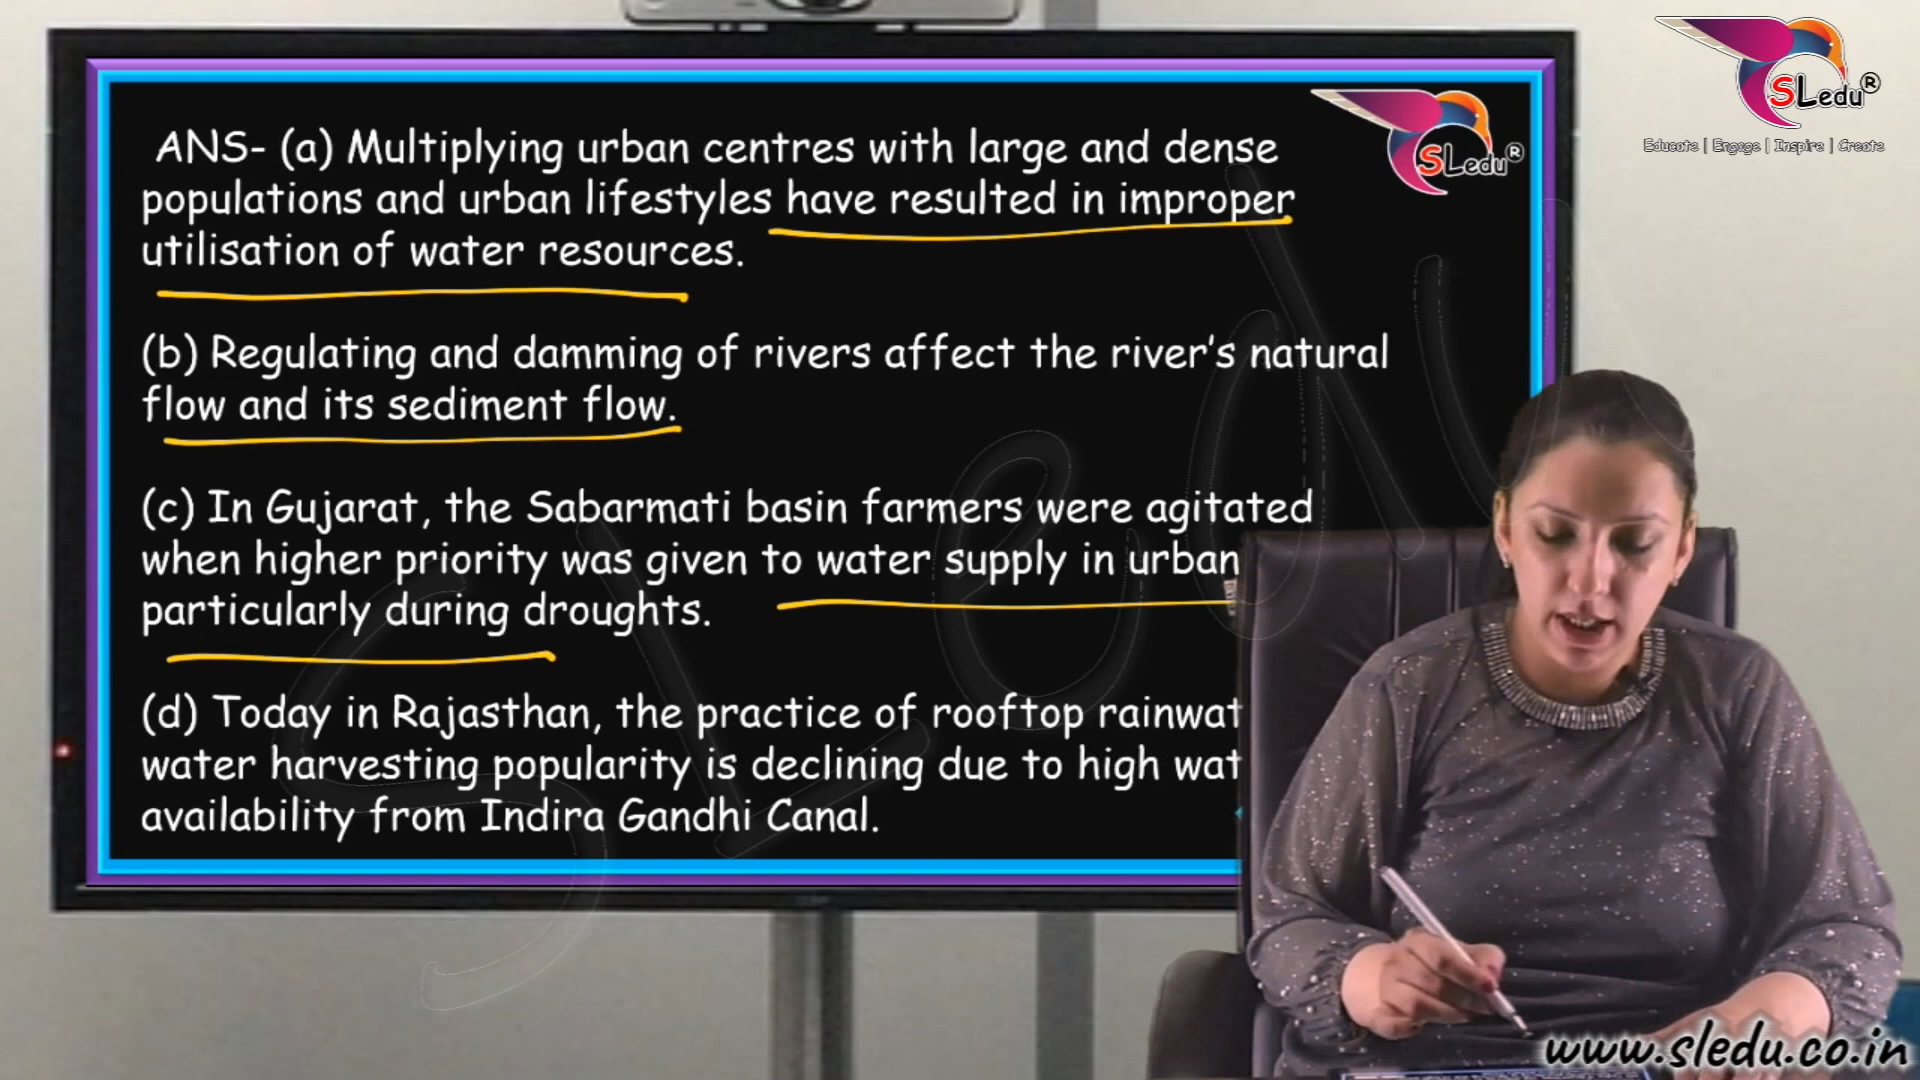 SLedu®
Educate | Engage | Inspire | Create
SLedu®
ANS- (a) Multiplying urban centres with large and dense
populations and urban lifestyles have resulted in improper
utilisation of water resources.
(b) Regulating and damming of rivers affect the river's natural
flow and its sediment flow.
(c) In Gujarat, the Sabarmati basin farmers were agitated
when higher priority was given to water supply in urban
particularly during droughts.
(d) Today in Rajasthan, the practice of rooftop rainwat
water harvesting popularity is declining due to high wat
availability from Indira Gandhi Canal.
SLedu
www.sledu.co.in